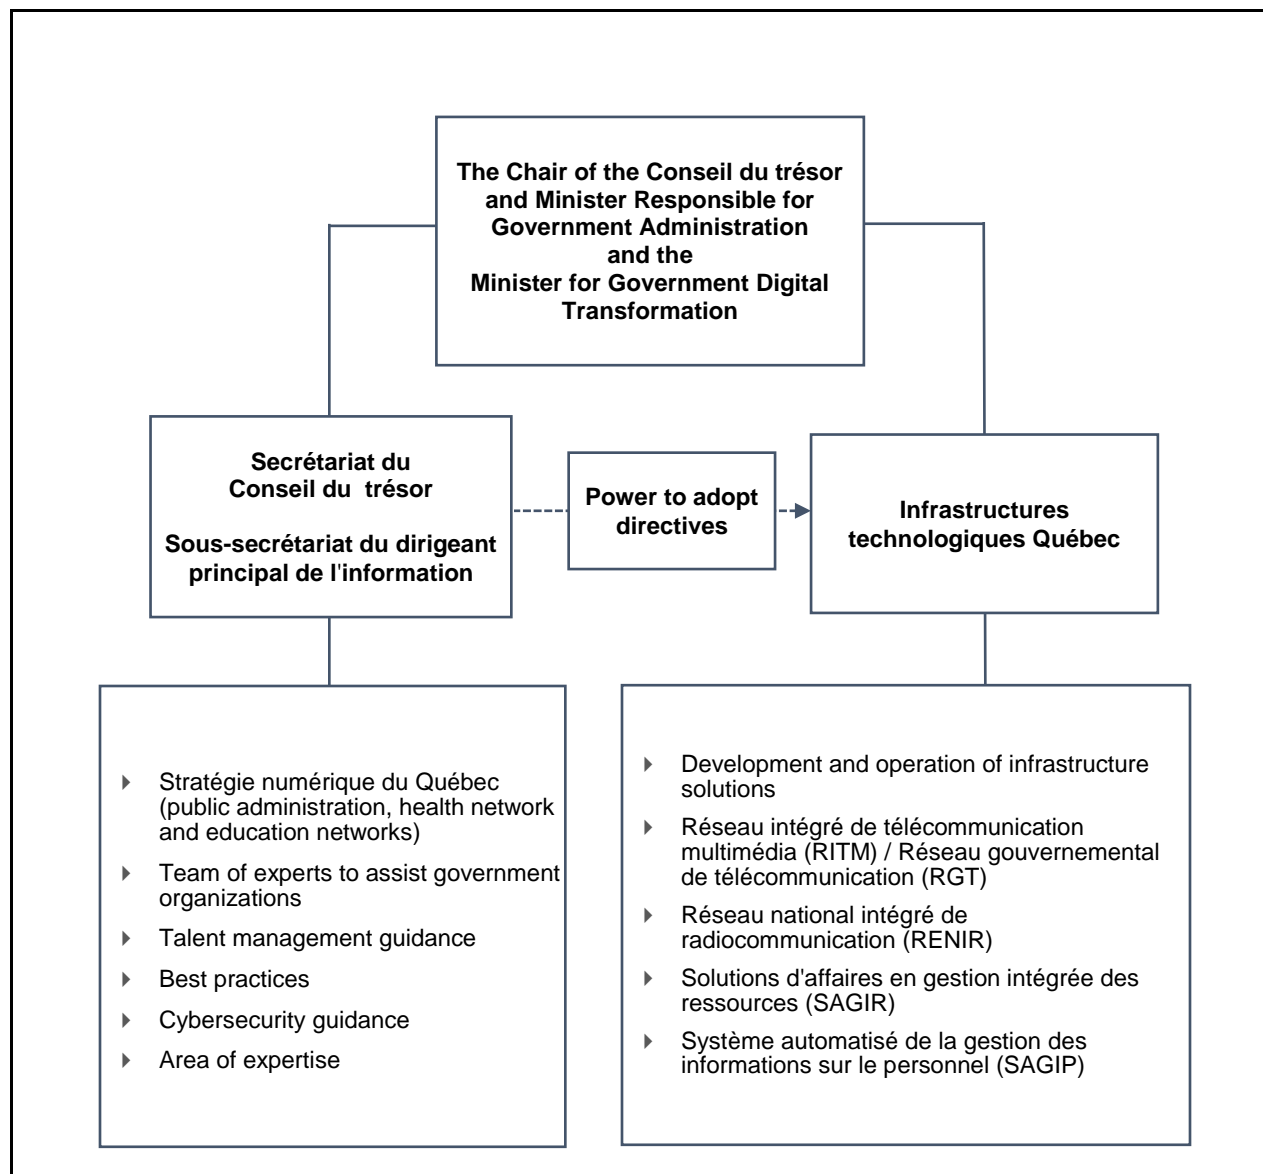 The Chair of the Conseil du trésor
and Minister Responsible for
Government Administration
and the
Minister for Government Digital
Transformation
Secrétariat du
Conseil du trésor
Sous-secrétariat du dirigeant
principal de l'information
Power to adopt
directives
Infrastructures
technologiques Québec
Stratégie numérique du Québec
(public administration, health network
and education networks)
Team of experts to assist government
organizations
Talent management guidance
Best practices
Cybersecurity guidance
Area of expertise
Development and operation of infrastructure
solutions
Réseau intégré de télécommunication
multimédia (RITM) / Réseau gouvernemental
de télécommunication (RGT)
Réseau national intégré de
radiocommunication (RENIR)
Solutions d'affaires en gestion intégrée des
ressources (SAGIR)
Système automatisé de la gestion des
informations sur le personnel (SAGIP)